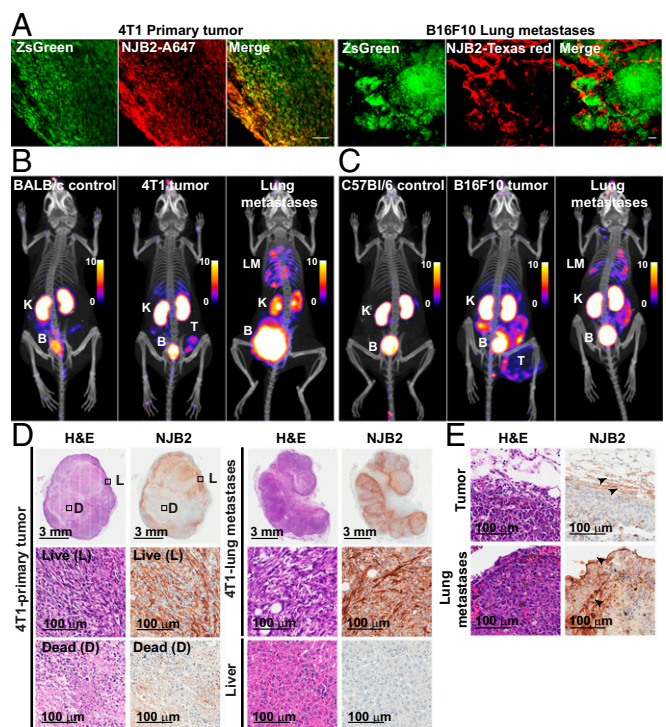 A
4T1 Primary tumor
B16F10 Lung metastases
ZsGreen
NJB2-A647
Merge
ZsGreen
NJB2-Texas red
Merge
B
BALB/c control
4T1 tumor
Lung
metastases
10
0
K
B
10
0
T
B
LM
10
0
K
B
C
C57Bl/6 control
B16F10 tumor
Lung
metastases
10
0
K
B
10
0
K
B
T
LM
10
0
K
B
D
H&E
NJB2
H&E
NJB2
4T1-primary tumor
L
D
3 mm
L
D
3 mm
Live (L)
100 µm
Live (L)
100 µm
Dead (D)
100 µm
Dead (D)
100 µm
4T1-lung metastases
3 mm
3 mm
100 µm
100 µm
Liver
100 µm
100 µm
E
H&E
NJB2
Tumor
100 µm
100 µm
Lung
metastases
100 µm
100 µm